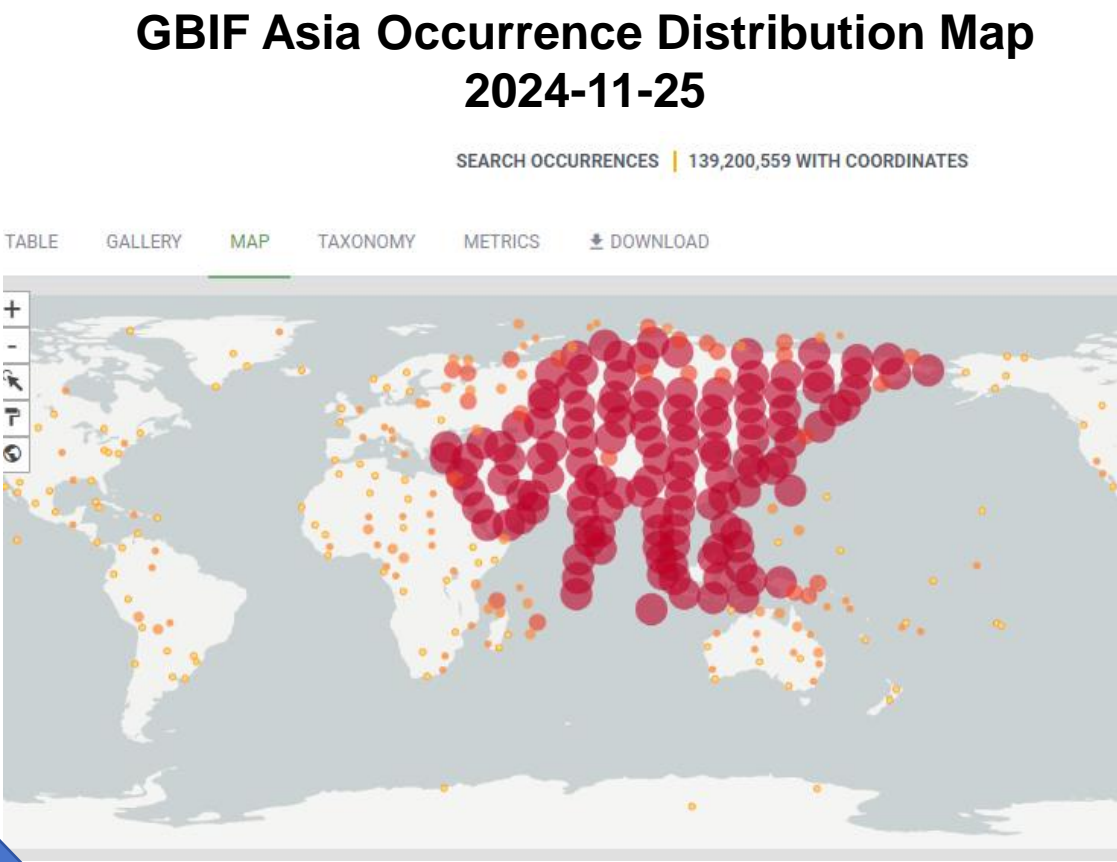 GBIF Asia Occurrence Distribution Map
2024-11-25
SEARCH OCCURRENCES | 139,200,559 WITH COORDINATES
TABLE GALLERY MAP TAXONOMY METRICS DOWNLOAD
+
-